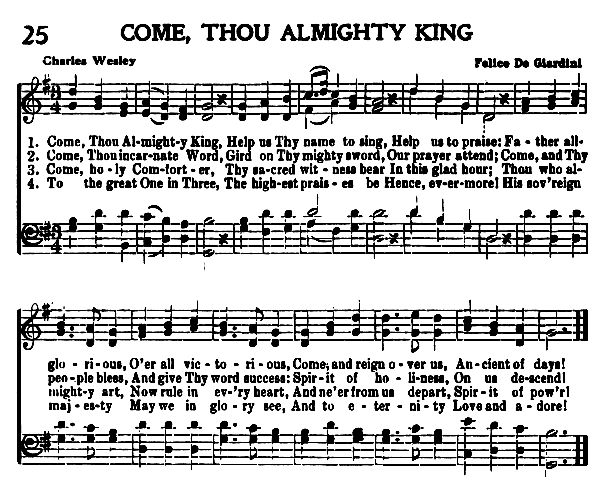 25 COME, THOU ALMIGHTY KING
Charles Wesley Felice De Giardini
1. Come, Thou Al-might-y King, Help us Thy name to sing, Help us to praise: Fa - ther all-
2. Come, Thou incar-nate Word, Gird on Thy mighty sword, Our prayer attend; Come, and Thy
3. Come, ho - ly Com-fort - er, Thy sa-cred wit - ness bear In this glad hour; Thou who al-
4. To the great One in Three, The high-est prais - es be Hence, ev-er-more! His sov'reign
glo - ri - ous, O'er all vic - to - ri - ous, Come, and reign o - ver us, An - cient of days!
peo - ple bless, And give Thy word success: Spir - it of ho - li - ness, On us de - scend!
might - y art, Now rule in ev-'ry heart, And ne'er from us depart, Spir - it of pow'r!
maj - es - ty May we in glo - ry see, And to e - ter - ni - ty Love and a - dore!